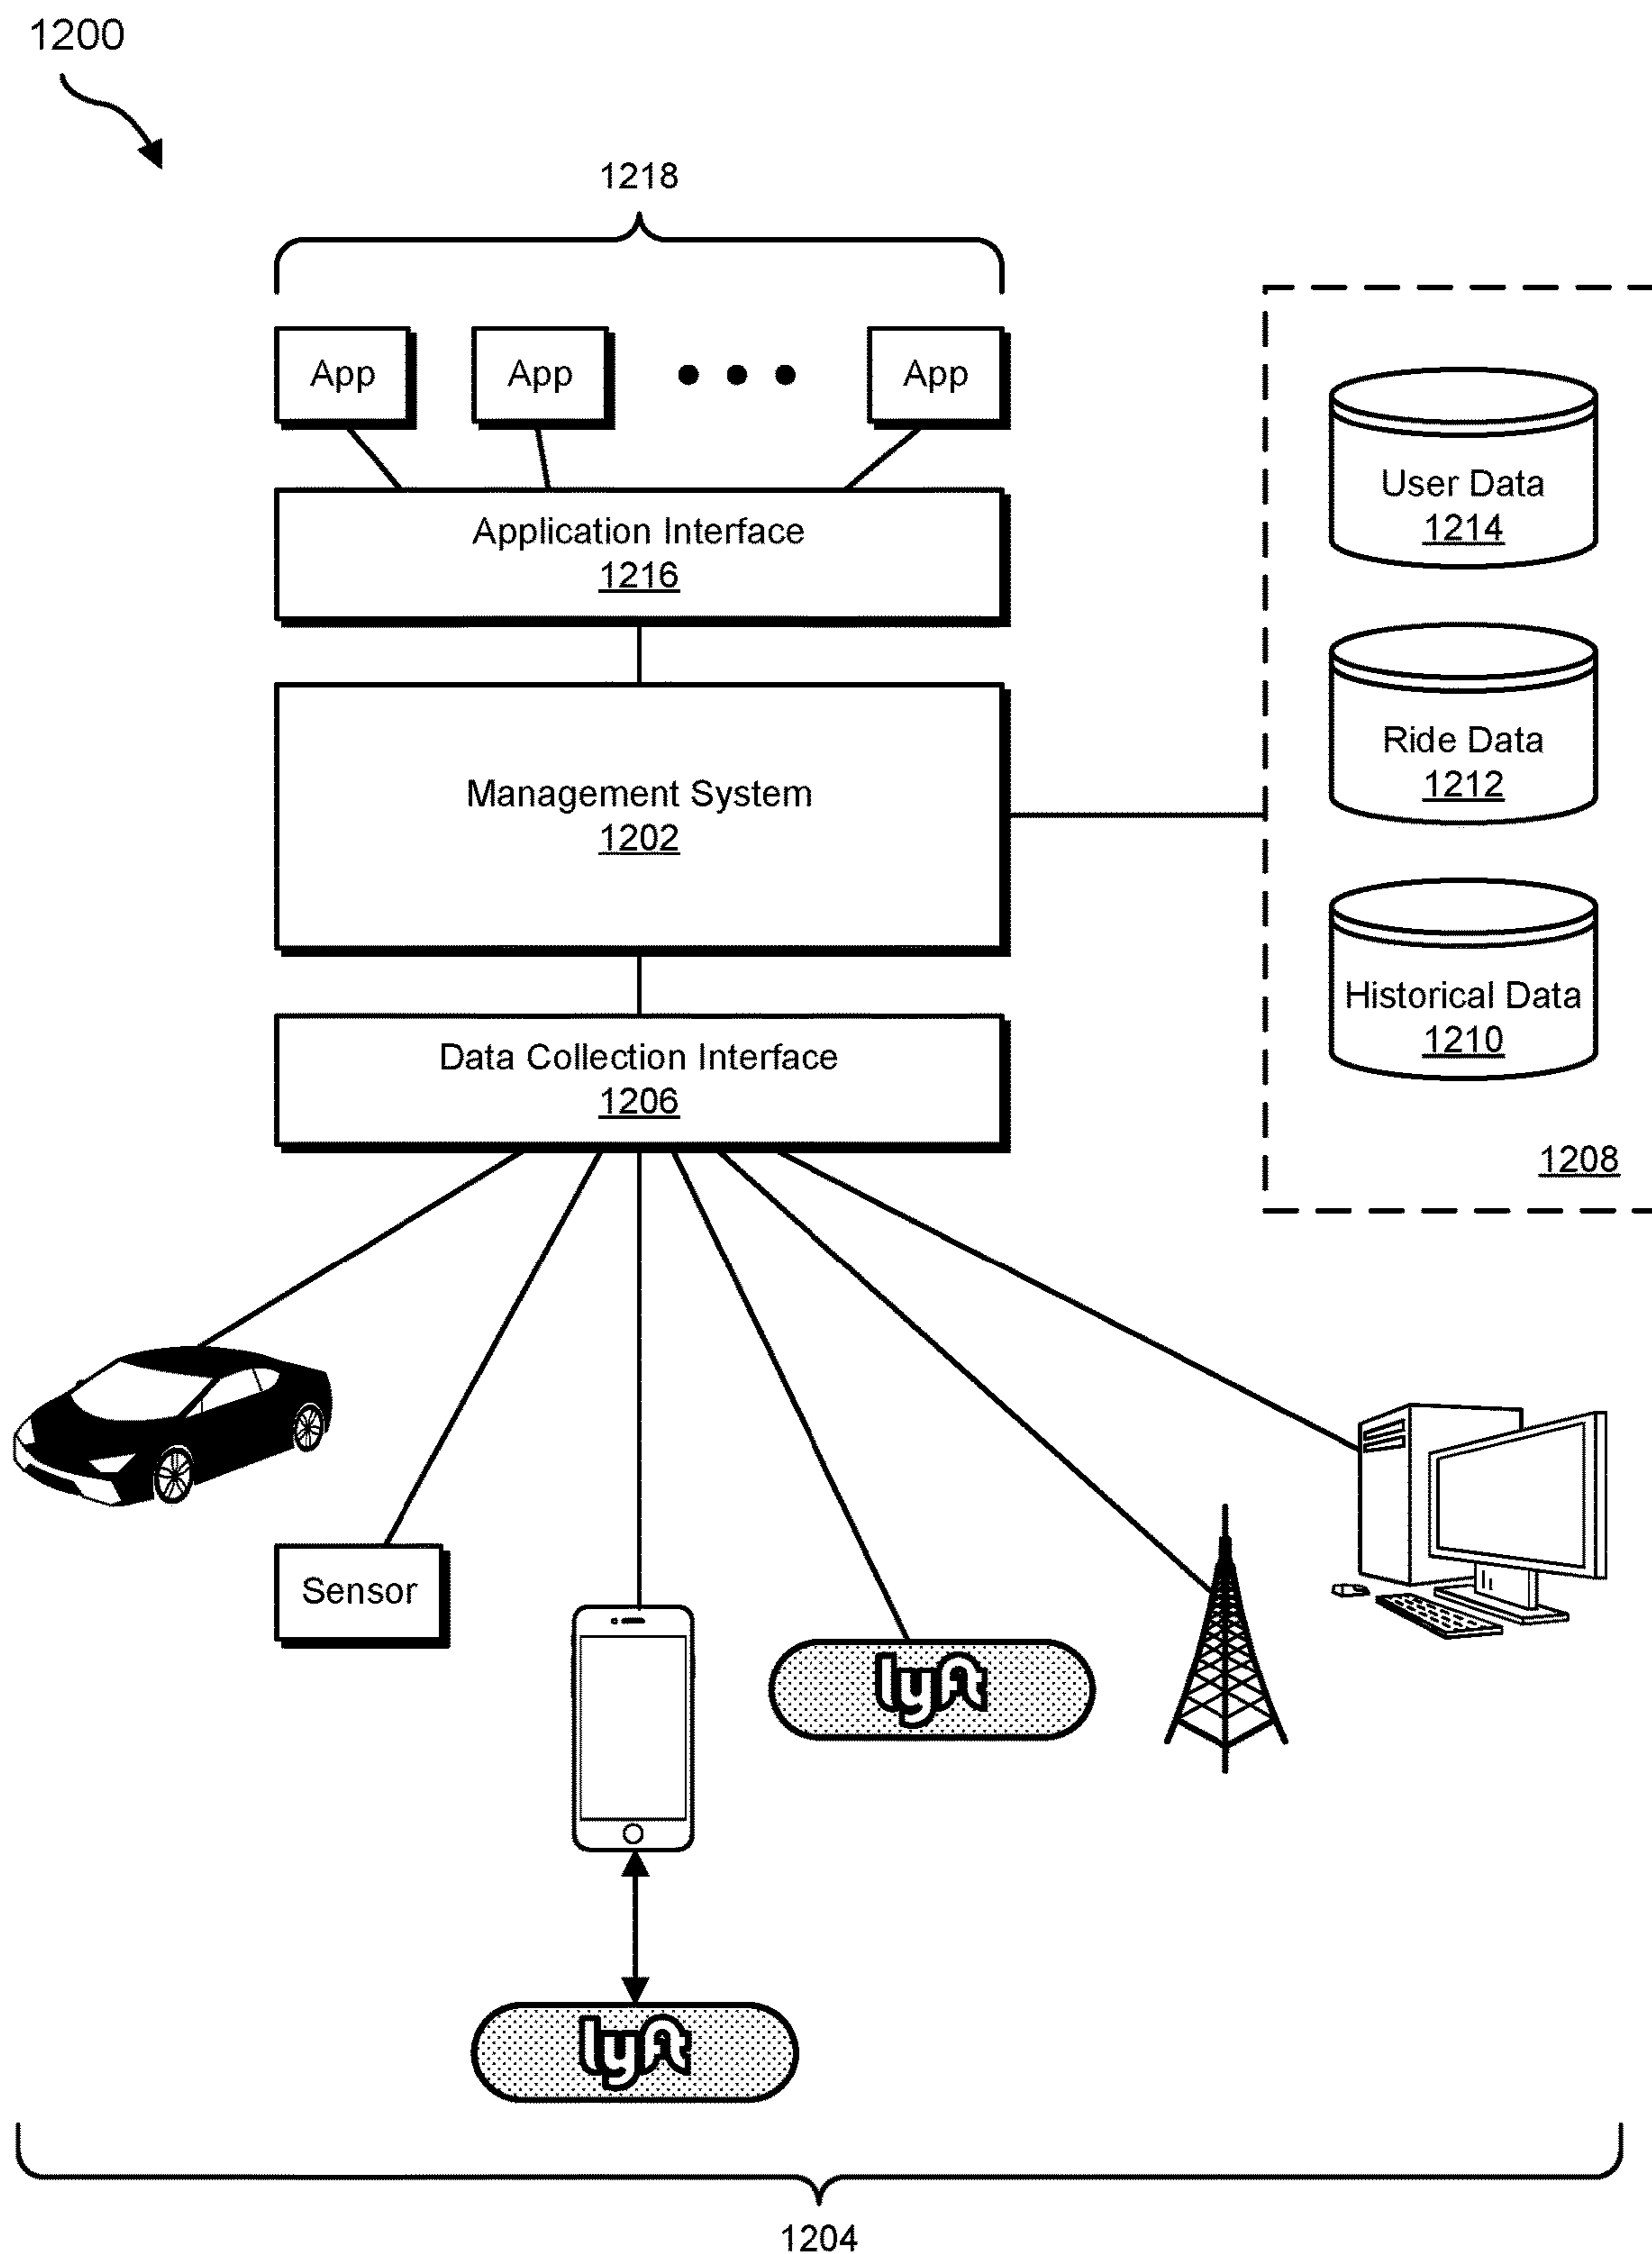 1200
1218
App
App
App
Application Interface
1216
User Data
1214
Ride Data
1212
Management System
1202
Historical Data
1210
Data Collection Interface
1206
1208
Sensor
lyft
lyft
1204